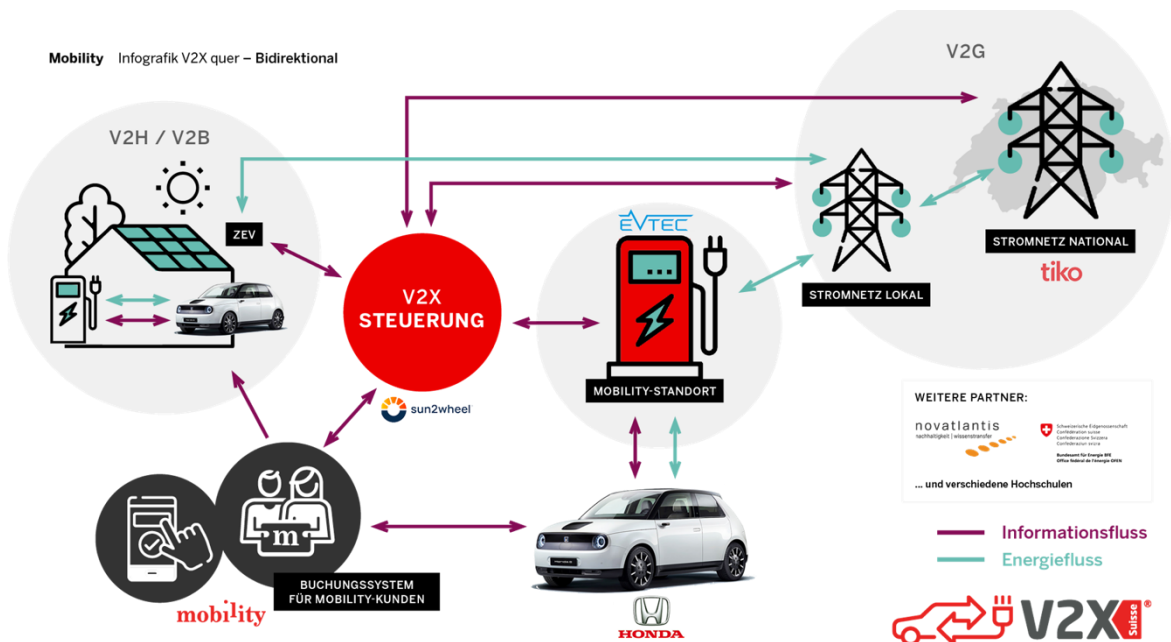 Mobility Infografik V2X quer – Bidirektional
V2G
V2H / V2B
ZEV
EVTEC
STROMNETZ NATIONAL
tiko
STROMNETZ LOKAL
V2X
STEUERUNG
MOBILITY-STANDORT
sun2wheel
WEITERE PARTNER:
novatlantis
nachhaltigkeit | wissenstransfer
Schweizerische Eidgenossenschaft
Confédération suisse
Confederazione Svizzera
Confederaziun svizra
Bundesamt für Energie BFE
Office fédéral de l'énergie OFEN
... und verschiedene Hochschulen
m
BUCHUNGSSYSTEM
FÜR MOBILITY-KUNDEN
mobility
HONDA
Informationsfluss
Energiefluss
V2X Suisse ®